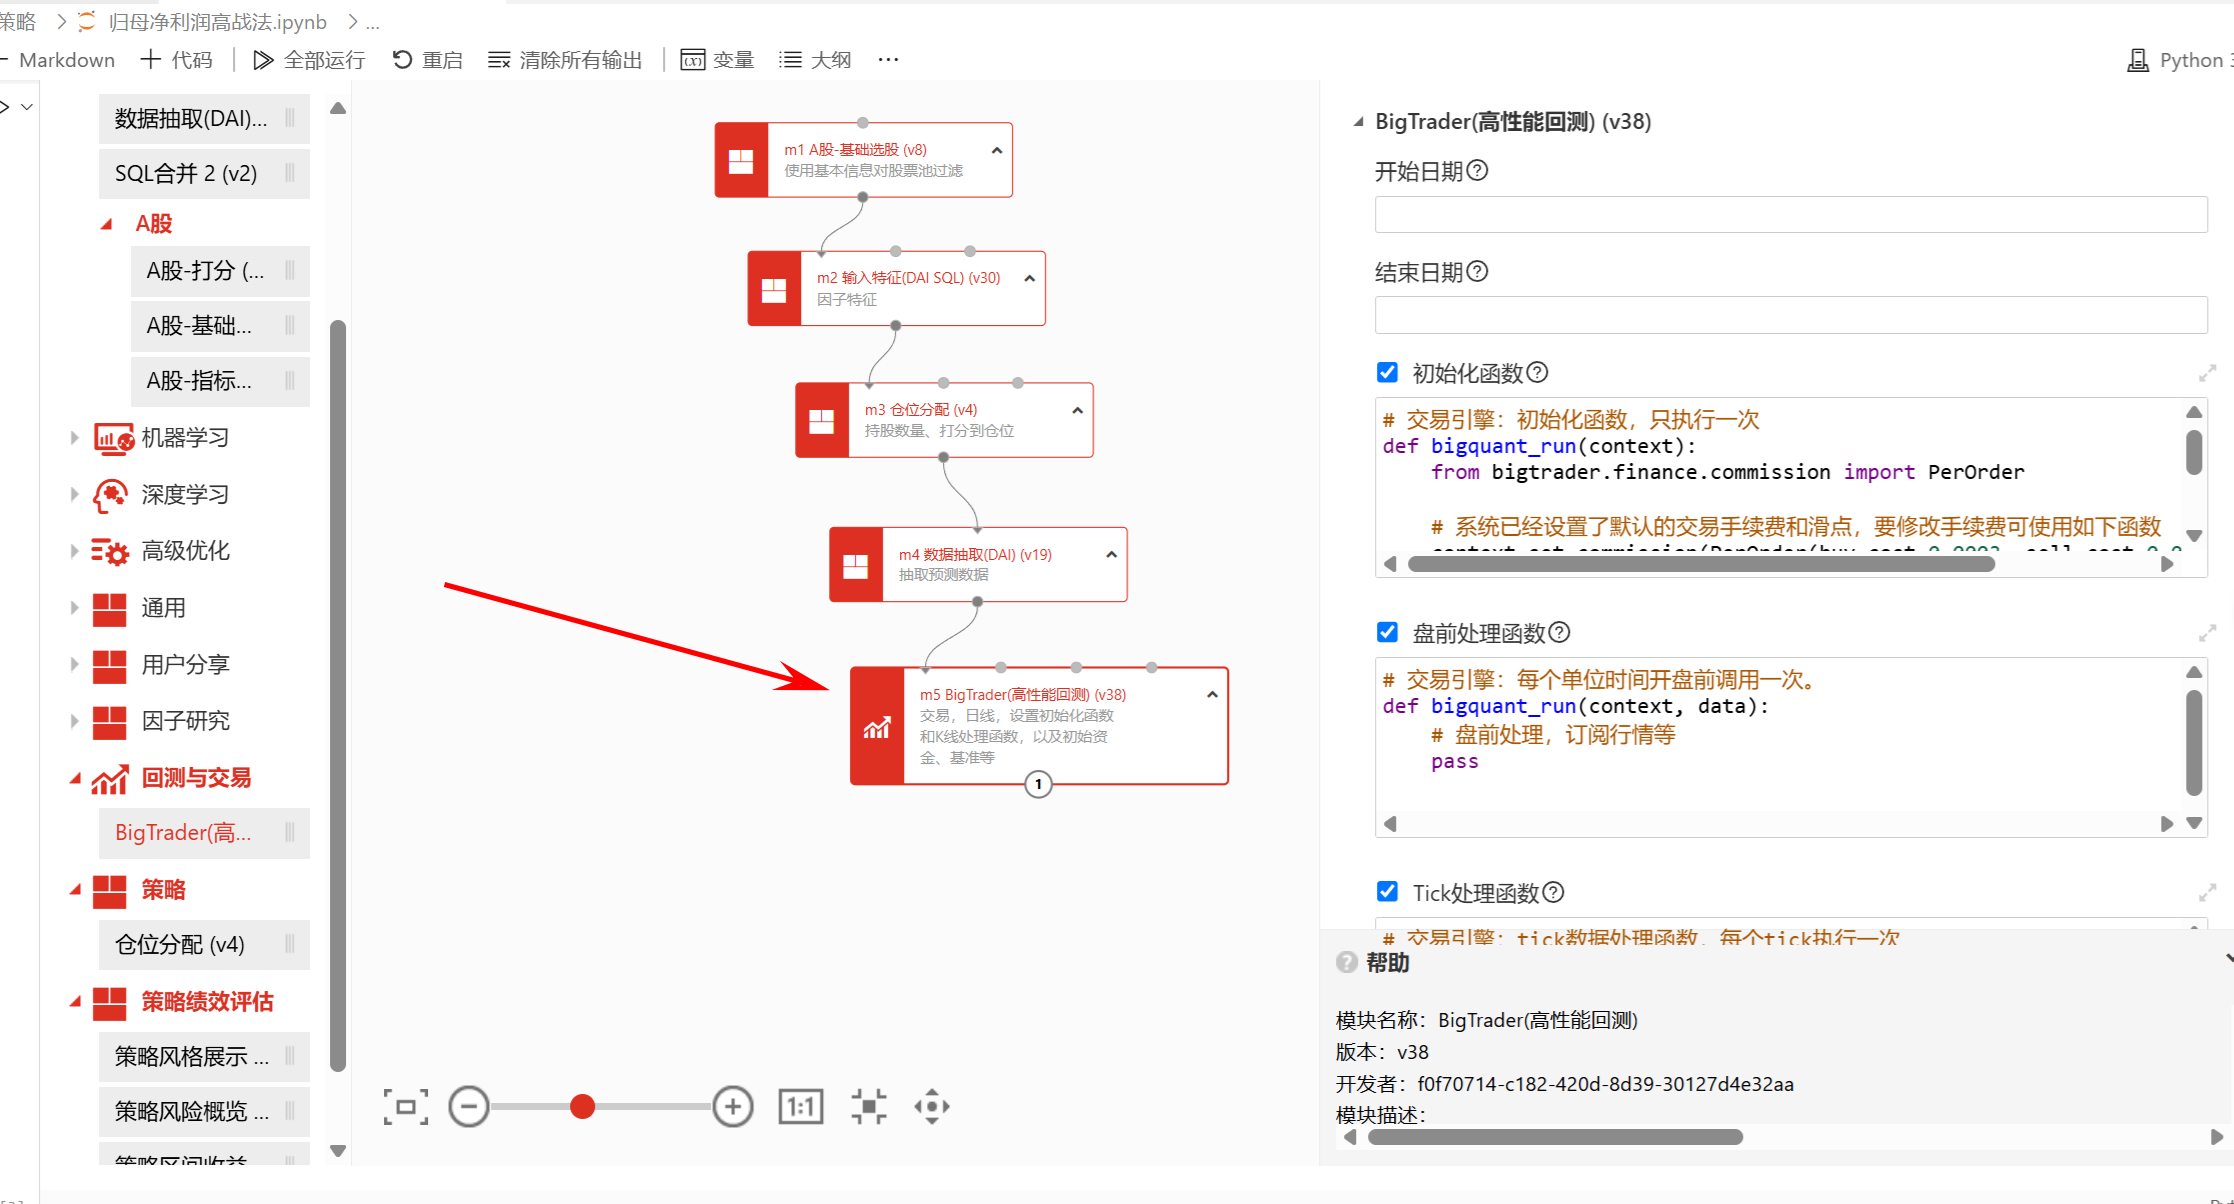 策略 > 归母净利润高战法.ipynb > ...
Markdown + 代码 全部运行 重启 清除所有输出 变量 大纲 ... Python 3
数据抽取(DAI)...
SQL合并 2 (v2)
A股
A股-打分 (...
A股-基础...
A股-指标...
机器学习
深度学习
高级优化
通用
用户分享
因子研究
回测与交易
BigTrader(高...
策略
仓位分配 (v4)
策略绩效评估
策略风格展示 ...
策略风险概览 ...
策略区间收益
m1 A股-基础选股 (v8)
使用基本信息对股票池过滤
m2 输入特征(DAI SQL) (v30)
因子特征
m3 仓位分配 (v4)
持股数量、打分到仓位
m4 数据抽取(DAI) (v19)
抽取预测数据
m5 BigTrader(高性能回测) (v38)
交易，日线，设置初始化函数
和K线处理函数，以及初始资
金、基准等
1
1:1
BigTrader(高性能回测) (v38)
开始日期?
结束日期?
初始化函数?
# 交易引擎：初始化函数，只执行一次
def bigquant_run(context):
from bigtrader.finance.commission import PerOrder
# 系统已经设置了默认的交易手续费和滑点，要修改手续费可使用如下函数
盘前处理函数?
# 交易引擎：每个单位时间开盘前调用一次。
def bigquant_run(context, data):
# 盘前处理，订阅行情等
pass
Tick处理函数?
# 交易引擎：tick数据处理函数，每个tick执行一次
? 帮助
模块名称：BigTrader(高性能回测)
版本：v38
开发者：f0f70714-c182-420d-8d39-30127d4e32aa
模块描述：